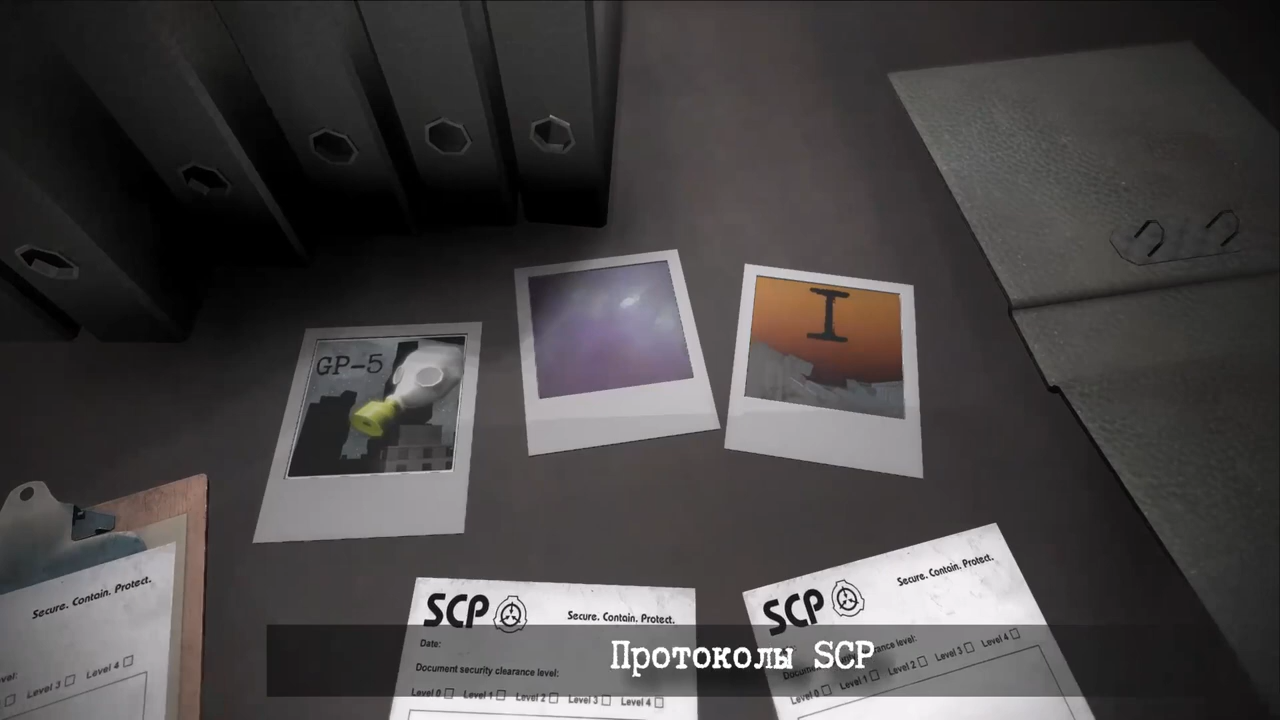 GP-5
I
Secure. Contain. Protect.
Level 3 Level 4
SCP
Secure. Contain. Protect.
Date:
Document security clearance level:
Level 0 Level 1 Level 2 Level 3 Level 4
SCP
Secure. Contain. Protect.
level:
Level 0 Level 1 Level 2 Level 3 Level 4
Протоколы SCP